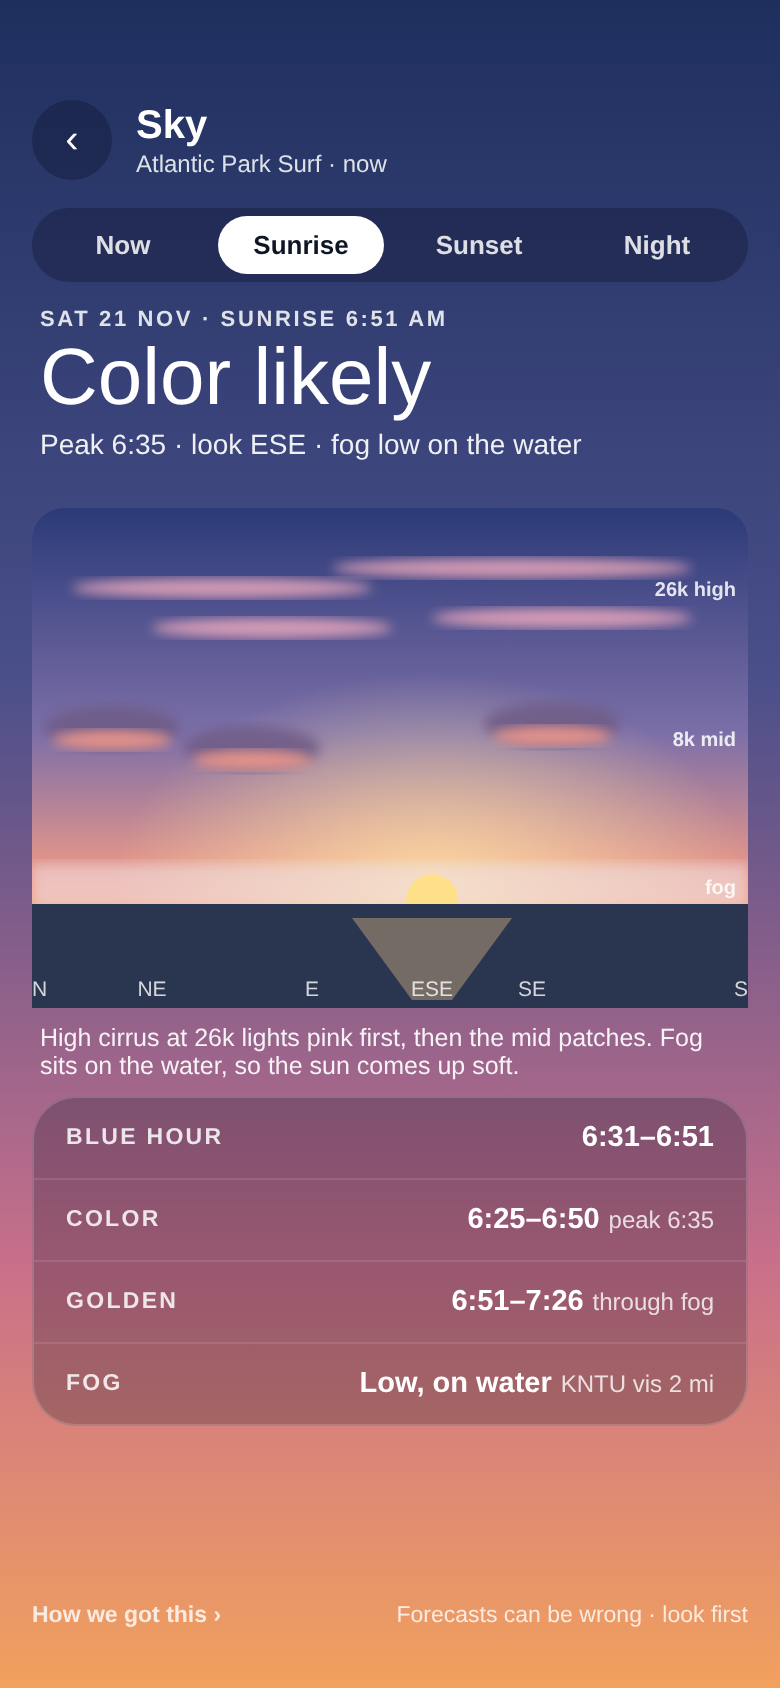 ‹
Sky
Atlantic Park Surf · now
Now Sunrise Sunset Night
SAT 21 NOV · SUNRISE 6:51 AM
Color likely
Peak 6:35 · look ESE · fog low on the water
26k high
8k mid
fog
N NE E ESE SE S
High cirrus at 26k lights pink first, then the mid patches. Fog
sits on the water, so the sun comes up soft.
BLUE HOUR 6:31–6:51
COLOR 6:25–6:50 peak 6:35
GOLDEN 6:51–7:26 through fog
FOG Low, on water KNTU vis 2 mi
How we got this › Forecasts can be wrong · look first